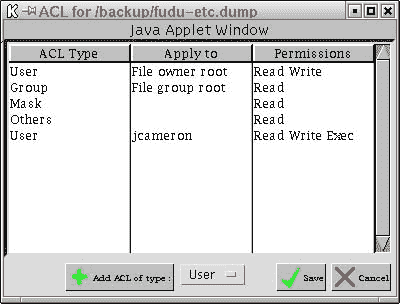 ACL for /backup/fudu-etc.dump
Java Applet Window
ACL Type Apply to Permissions
User File owner root Read Write
Group File group root Read
Mask Read
Others Read
User jcameron Read Write Exec
Add ACL of type: User Save Cancel